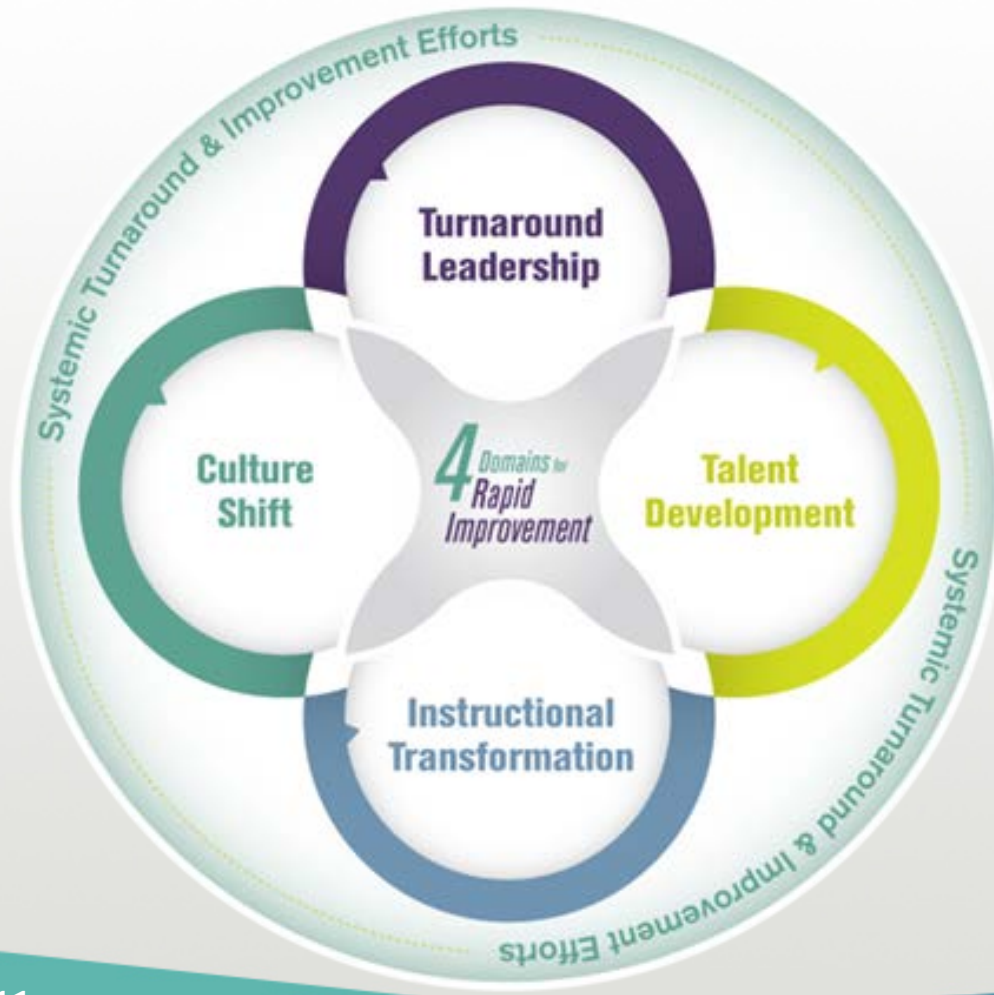 Systemic Turnaround & Improvement Efforts
Turnaround
Leadership
Culture
Shift
4 Domains for
Rapid
Improvement
Talent
Development
Instructional
Transformation
Systemic Turnaround & Improvement Efforts